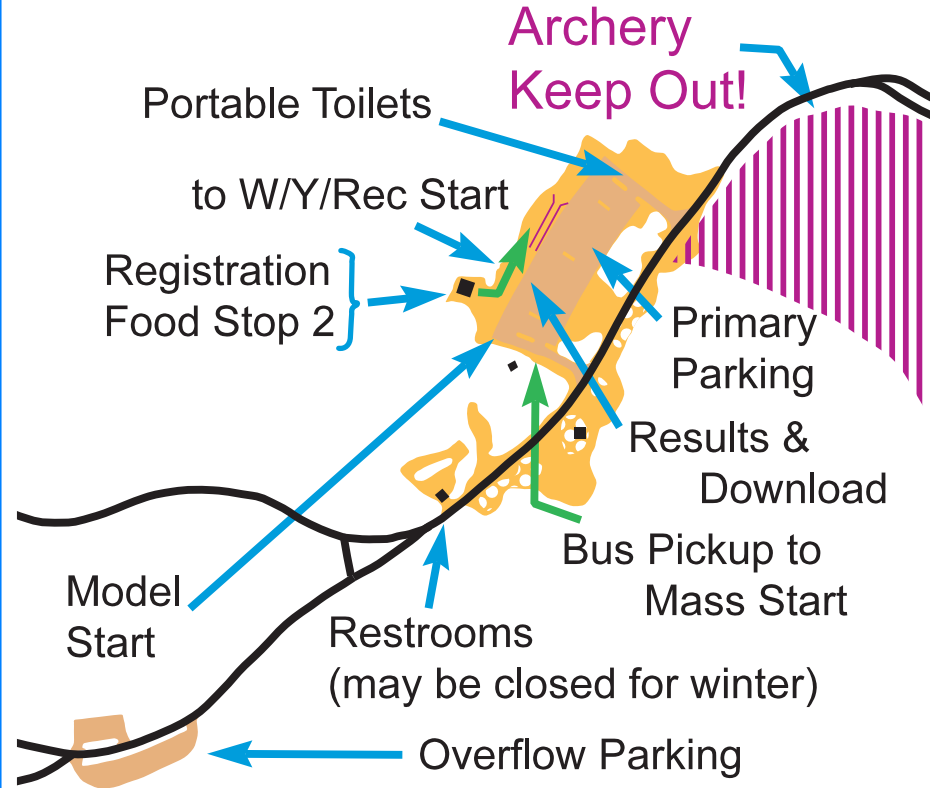 Archery
Keep Out!
Portable Toilets
to W/Y/Rec Start
Registration
Food Stop 2
Primary
Parking
Results &
Download
Bus Pickup to
Mass Start
Model
Start
Restrooms
(may be closed for winter)
Overflow Parking